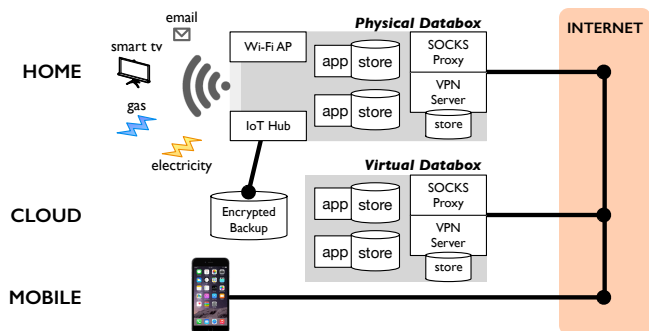 email
Physical Databox
INTERNET
smart tv
Wi-Fi AP
SOCKS
Proxy
app store
HOME
VPN
Server
gas
app store
store
IoT Hub
electricity
Virtual Databox
SOCKS
Proxy
app store
CLOUD
Encrypted
Backup
VPN
Server
app store
store
MOBILE